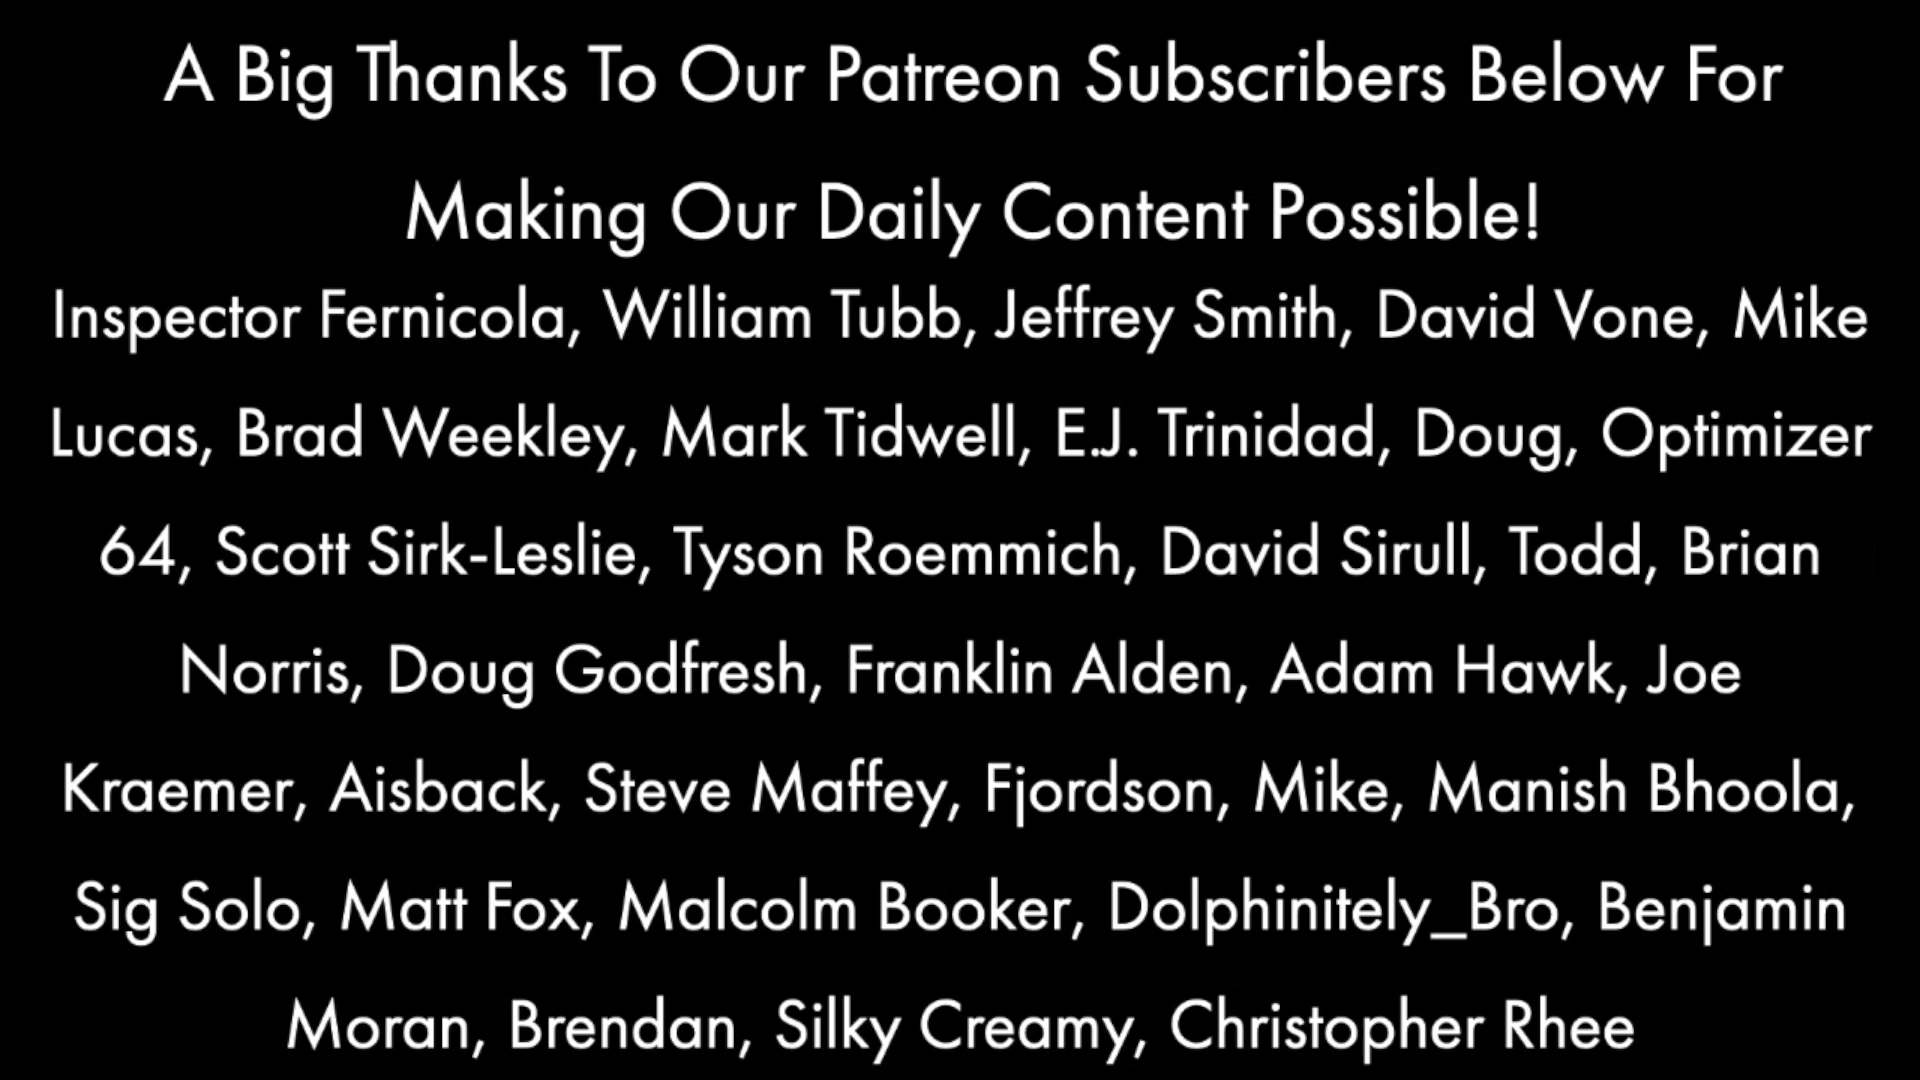 A Big Thanks To Our Patreon Subscribers Below For
Making Our Daily Content Possible!
Inspector Fernicola, William Tubb, Jeffrey Smith, David Vone, Mike
Lucas, Brad Weekley, Mark Tidwell, E.J. Trinidad, Doug, Optimizer
64, Scott Sirk-Leslie, Tyson Roemmich, David Sirull, Todd, Brian
Norris, Doug Godfresh, Franklin Alden, Adam Hawk, Joe
Kraemer, Aisback, Steve Maffey, Fjordson, Mike, Manish Bhoola,
Sig Solo, Matt Fox, Malcolm Booker, Dolphinitely_Bro, Benjamin
Moran, Brendan, Silky Creamy, Christopher Rhee